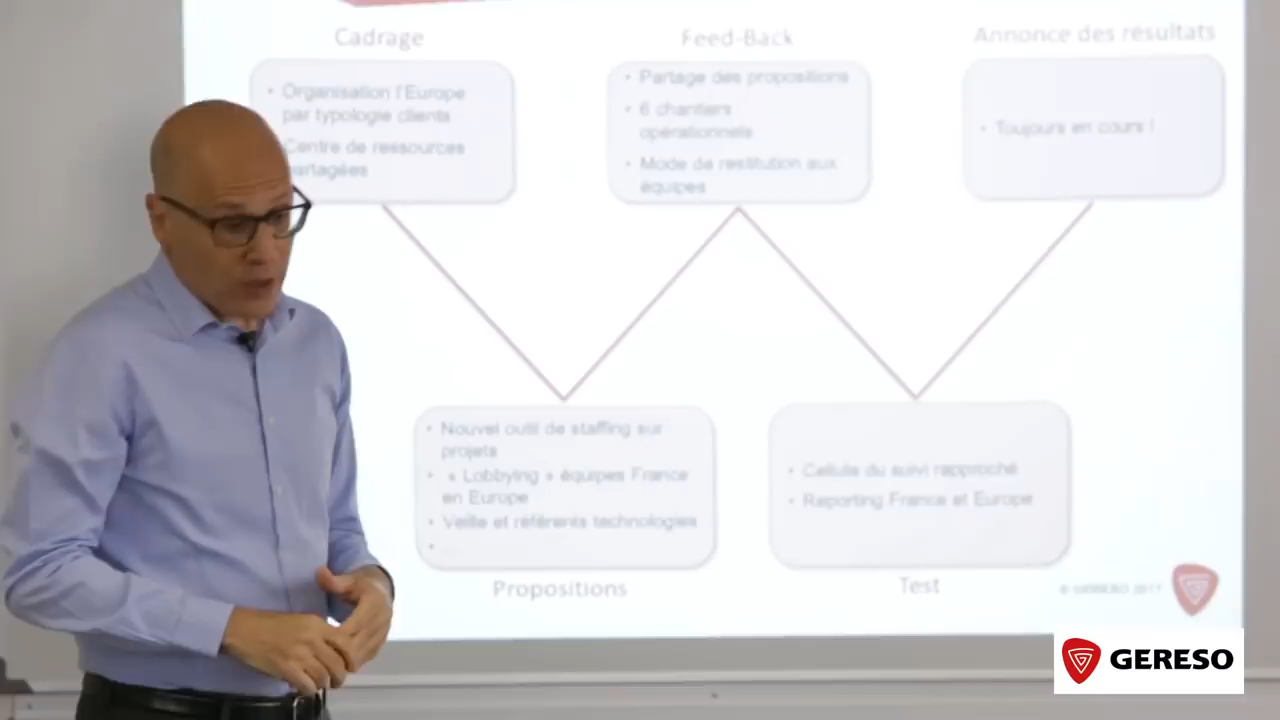 Cadrage
• Organisation l'Europe
par typologie clients
Centre de ressources
partagées
Feed-Back
• Partage des propositions
• 6 chantiers
opérationnels
• Mode de restitution aux
équipes
Annonce des résultats
• Toujours en cours !
• Nouvel outil de staffing sur
projets
• « Lobbying » équipes France
en Europe
• Veille et référents technologies
•
Propositions
• Cellule du suivi rapproché
• Reporting France et Europe
Test
© GERESO 2017
GERESO